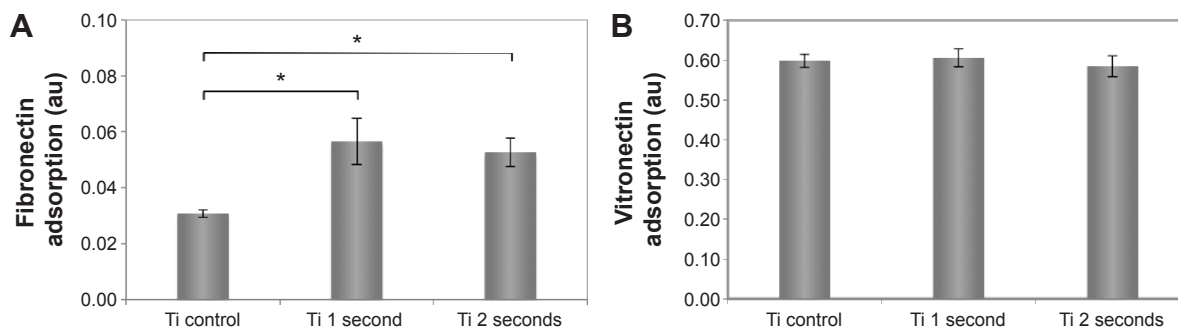 A
Fibronectin
adsorption (au)
0.10
0.08
0.06
0.04
0.02
0.00
*
*
Ti control
Ti 1 second
Ti 2 seconds
B
Vitronectin
adsorption (au)
0.70
0.60
0.50
0.40
0.30
0.20
0.10
0.00
Ti control
Ti 1 second
Ti 2 seconds